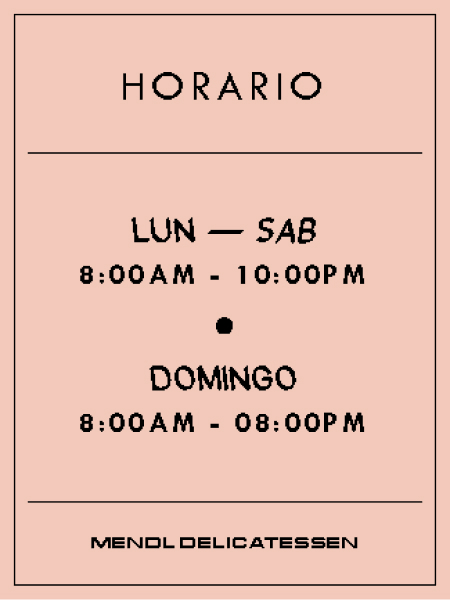 HORARIO
LUN — SAB
8:00AM - 10:00PM
●
DOMINGO
8:00AM - 08:00PM
MENDL DELICATESSEN